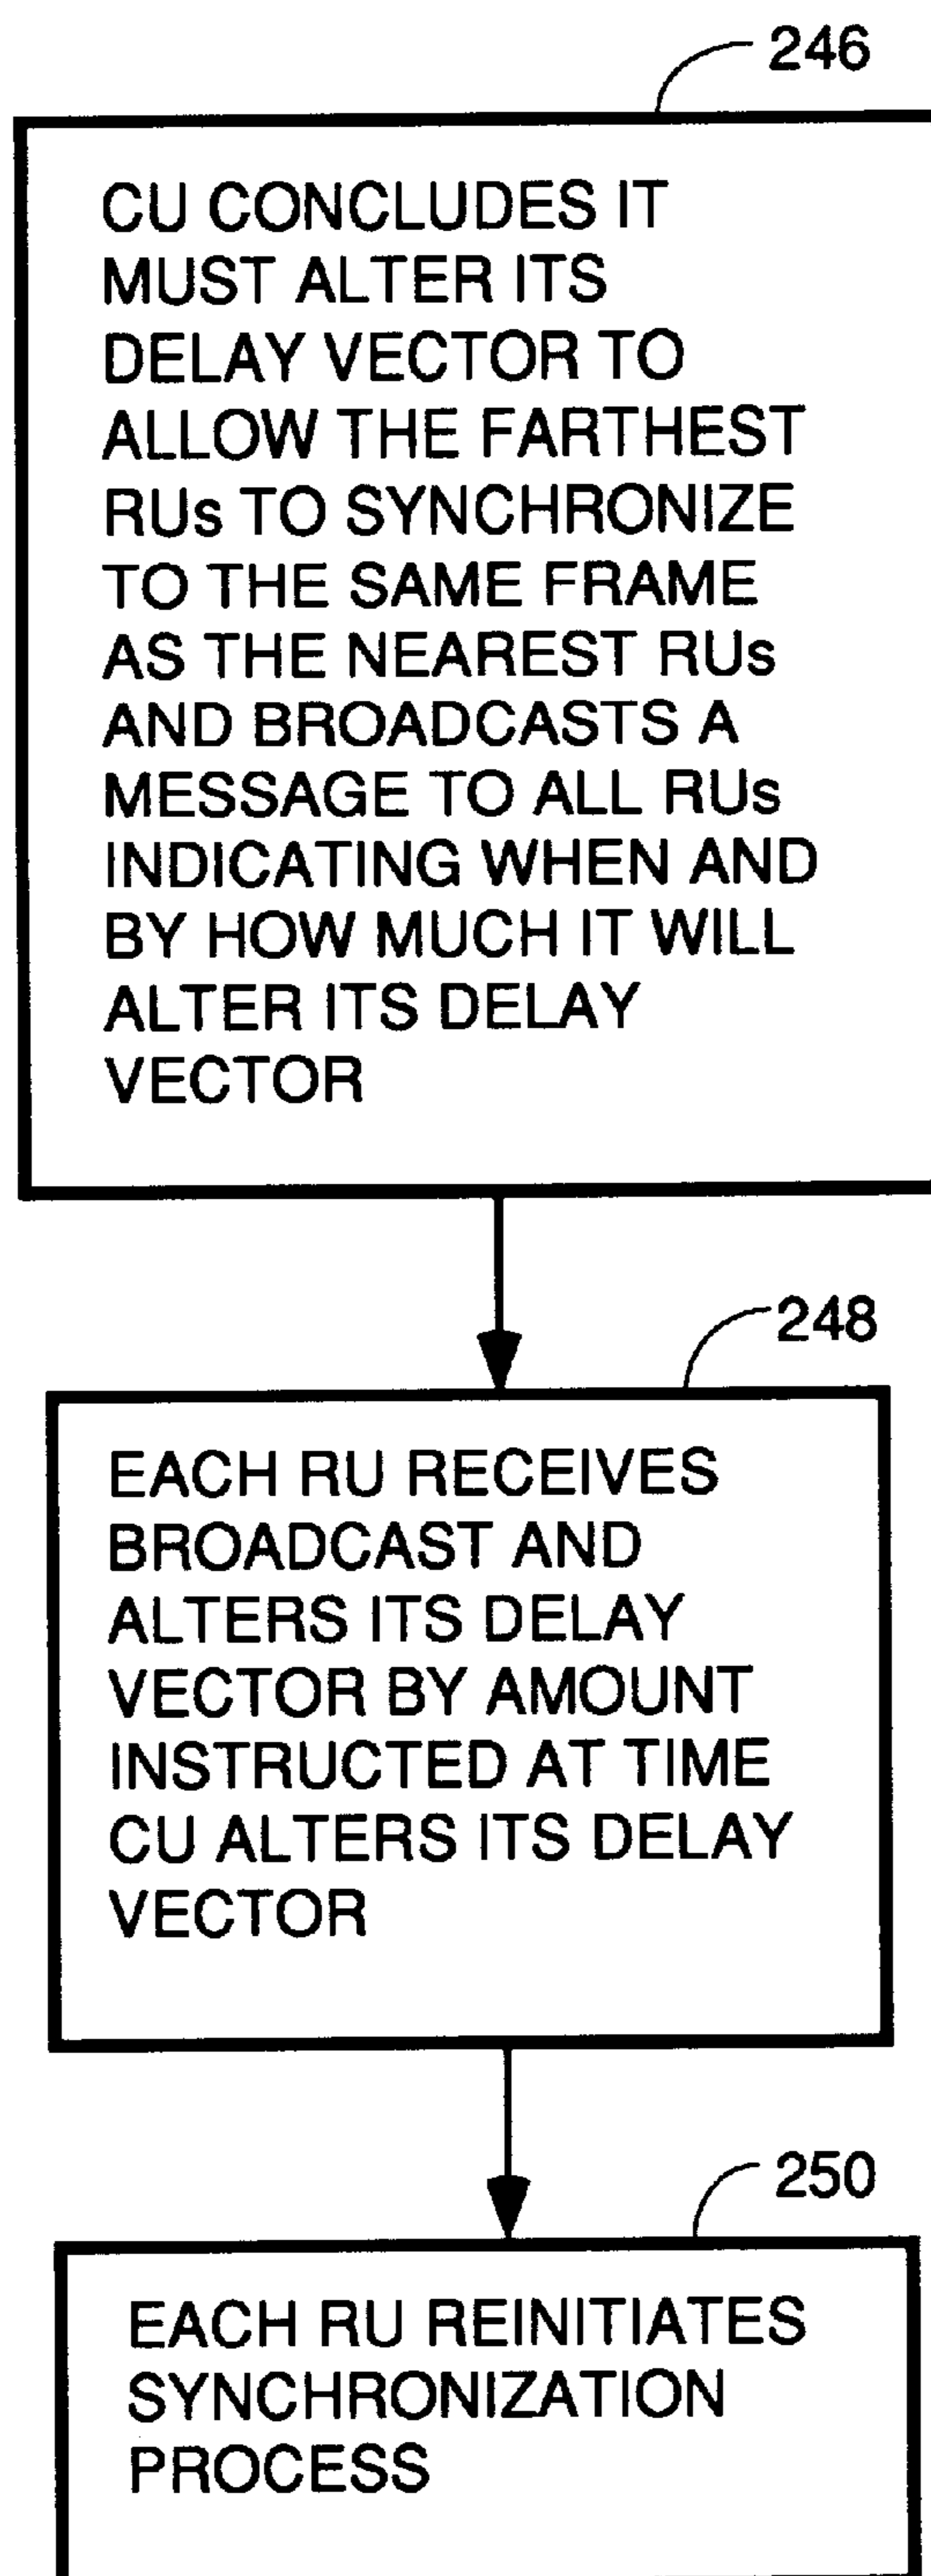 246
CU CONCLUDES IT
MUST ALTER ITS
DELAY VECTOR TO
ALLOW THE FARTHEST
RUs TO SYNCHRONIZE
TO THE SAME FRAME
AS THE NEAREST RUs
AND BROADCASTS A
MESSAGE TO ALL RUs
INDICATING WHEN AND
BY HOW MUCH IT WILL
ALTER ITS DELAY
VECTOR
248
EACH RU RECEIVES
BROADCAST AND
ALTERS ITS DELAY
VECTOR BY AMOUNT
INSTRUCTED AT TIME
CU ALTERS ITS DELAY
VECTOR
250
EACH RU REINITIATES
SYNCHRONIZATION
PROCESS